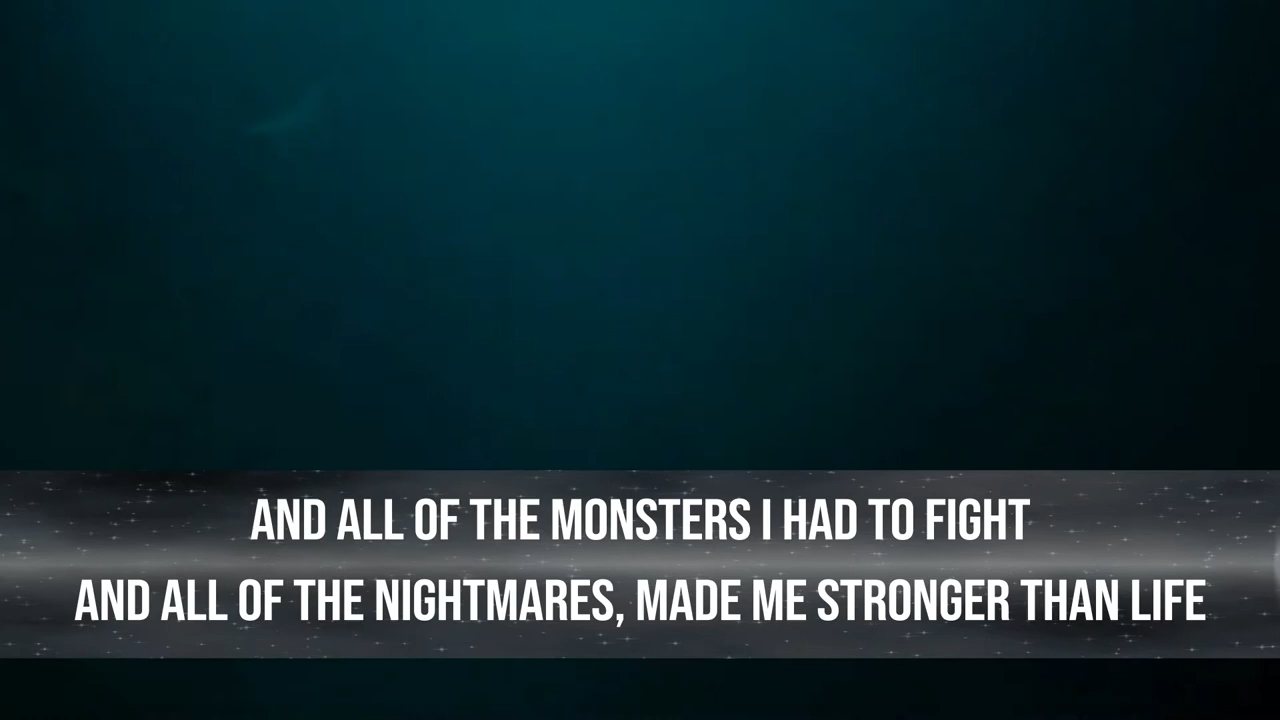 AND ALL OF THE MONSTERS I HAD TO FIGHT
AND ALL OF THE NIGHTMARES, MADE ME STRONGER THAN LIFE